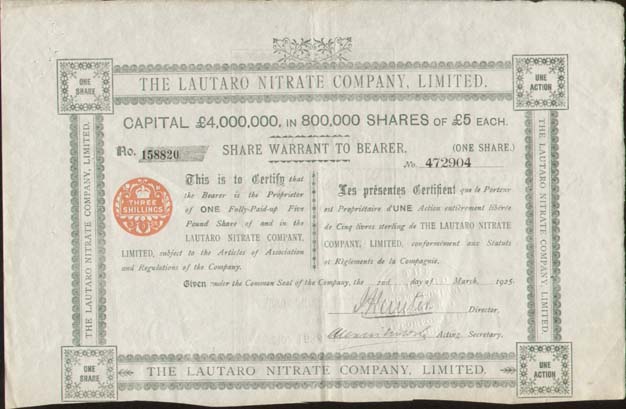 ONE SHARE
UNE ACTION
THE LAUTARO NITRATE COMPANY, LIMITED.
CAPITAL £4,000,000, IN 800,000 SHARES OF £5 EACH.
No. 158820
SHARE WARRANT TO BEARER,
(ONE SHARE.)
No. 472904
THREE SHILLINGS
This is to Certify that
the Bearer is the Proprietor
of ONE Fully-Paid-up Five
Pound Share of and in the
LAUTARO NITRATE COMPANY,
LIMITED, subject to the Articles of Association
and Regulations of the Company.
Les présentes Certifient que le Porteur
est Propriétaire d'UNE Action entièrement libérée
de Cinq livres sterling de THE LAUTARO NITRATE
COMPANY, LIMITED, conformément aux Statuts
et Règlements de la Compagnie.
Given under the Common Seal of the Company, the 2nd. day of March, 1925.
Director.
Acting Secretary.
THE LAUTARO NITRATE COMPANY, LIMITED.
THE LAUTARO NITRATE COMPANY, LIMITED.
ONE SHARE
THE LAUTARO NITRATE COMPANY, LIMITED.
UNE ACTION